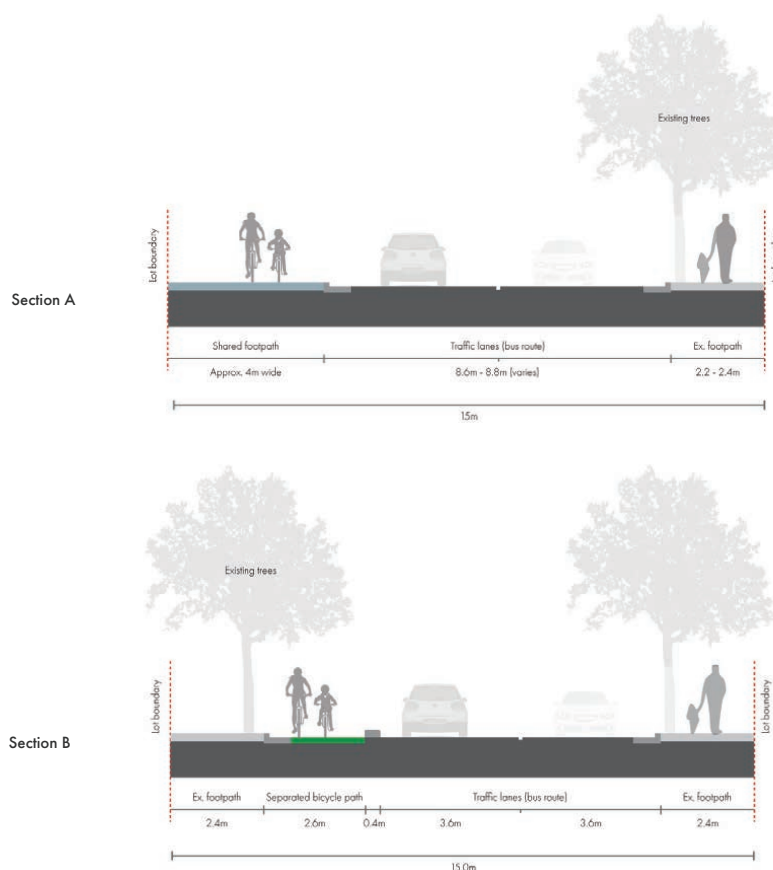 Existing trees
Lot boundary
Section A
Shared footpath
Traffic lanes (bus route)
Ex. footpath
Approx. 4m wide
8.6m - 8.8m (varies)
2.2 - 2.4m
15m
Existing trees
Lot boundary
Lot boundary
Section B
Ex. footpath
Separated bicycle path
Traffic lanes (bus route)
Ex. footpath
2.4m
2.6m
0.4m
3.6m
3.6m
2.4m
15.0m